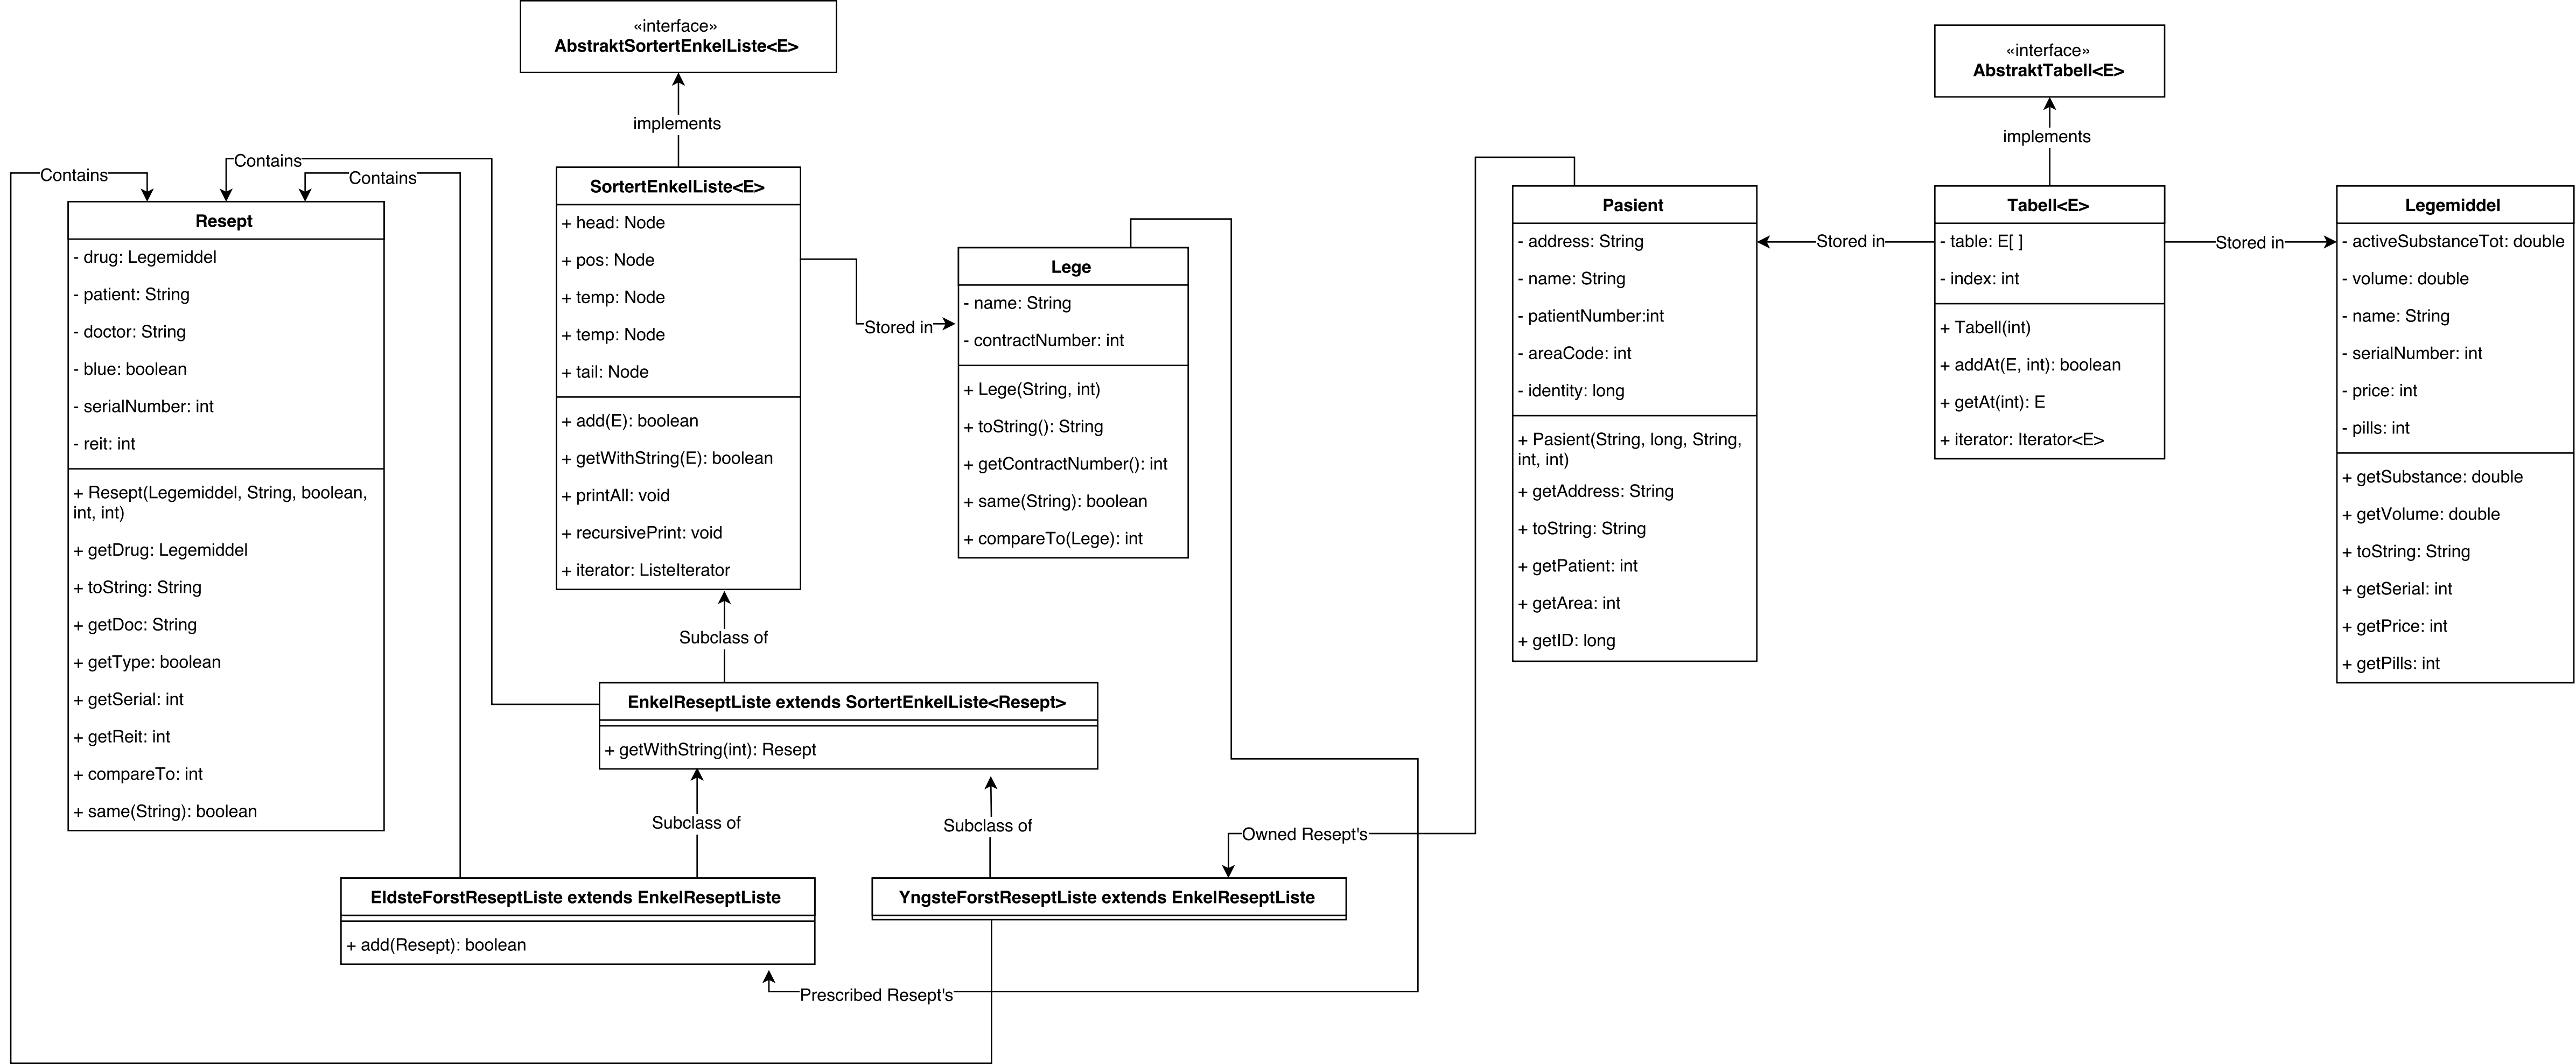 «interface»
AbstraktSortertEnkelListe<E>
implements
SortertEnkelListe<E>
+ head: Node
+ pos: Node
+ temp: Node
+ temp: Node
+ tail: Node
+ add(E): boolean
+ getWithString(E): boolean
+ printAll: void
+ recursivePrint: void
+ iterator: ListeIterator
Contains
Contains
Contains
Resept
- drug: Legemiddel
- patient: String
- doctor: String
- blue: boolean
- serialNumber: int
- reit: int
+ Resept(Legemiddel, String, boolean,
int, int)
+ getDrug: Legemiddel
+ toString: String
+ getDoc: String
+ getType: boolean
+ getSerial: int
+ getReit: int
+ compareTo: int
+ same(String): boolean
Stored in
Lege
- name: String
- contractNumber: int
+ Lege(String, int)
+ toString(): String
+ getContractNumber(): int
+ same(String): boolean
+ compareTo(Lege): int
Subclass of
EnkelReseptListe extends SortertEnkelListe<Resept>
+ getWithString(int): Resept
Subclass of
Subclass of
EldsteForstReseptListe extends EnkelReseptListe
+ add(Resept): boolean
YngsteForstReseptListe extends EnkelReseptListe
Owned Resept's
Prescribed Resept's
Pasient
- address: String
- name: String
- patientNumber:int
- areaCode: int
- identity: long
+ Pasient(String, long, String,
int, int)
+ getAddress: String
+ toString: String
+ getPatient: int
+ getArea: int
+ getID: long
Stored in
«interface»
AbstraktTabell<E>
implements
Tabell<E>
- table: E[ ]
- index: int
+ Tabell(int)
+ addAt(E, int): boolean
+ getAt(int): E
+ iterator: Iterator<E>
Stored in
Legemiddel
- activeSubstanceTot: double
- volume: double
- name: String
- serialNumber: int
- price: int
- pills: int
+ getSubstance: double
+ getVolume: double
+ toString: String
+ getSerial: int
+ getPrice: int
+ getPills: int